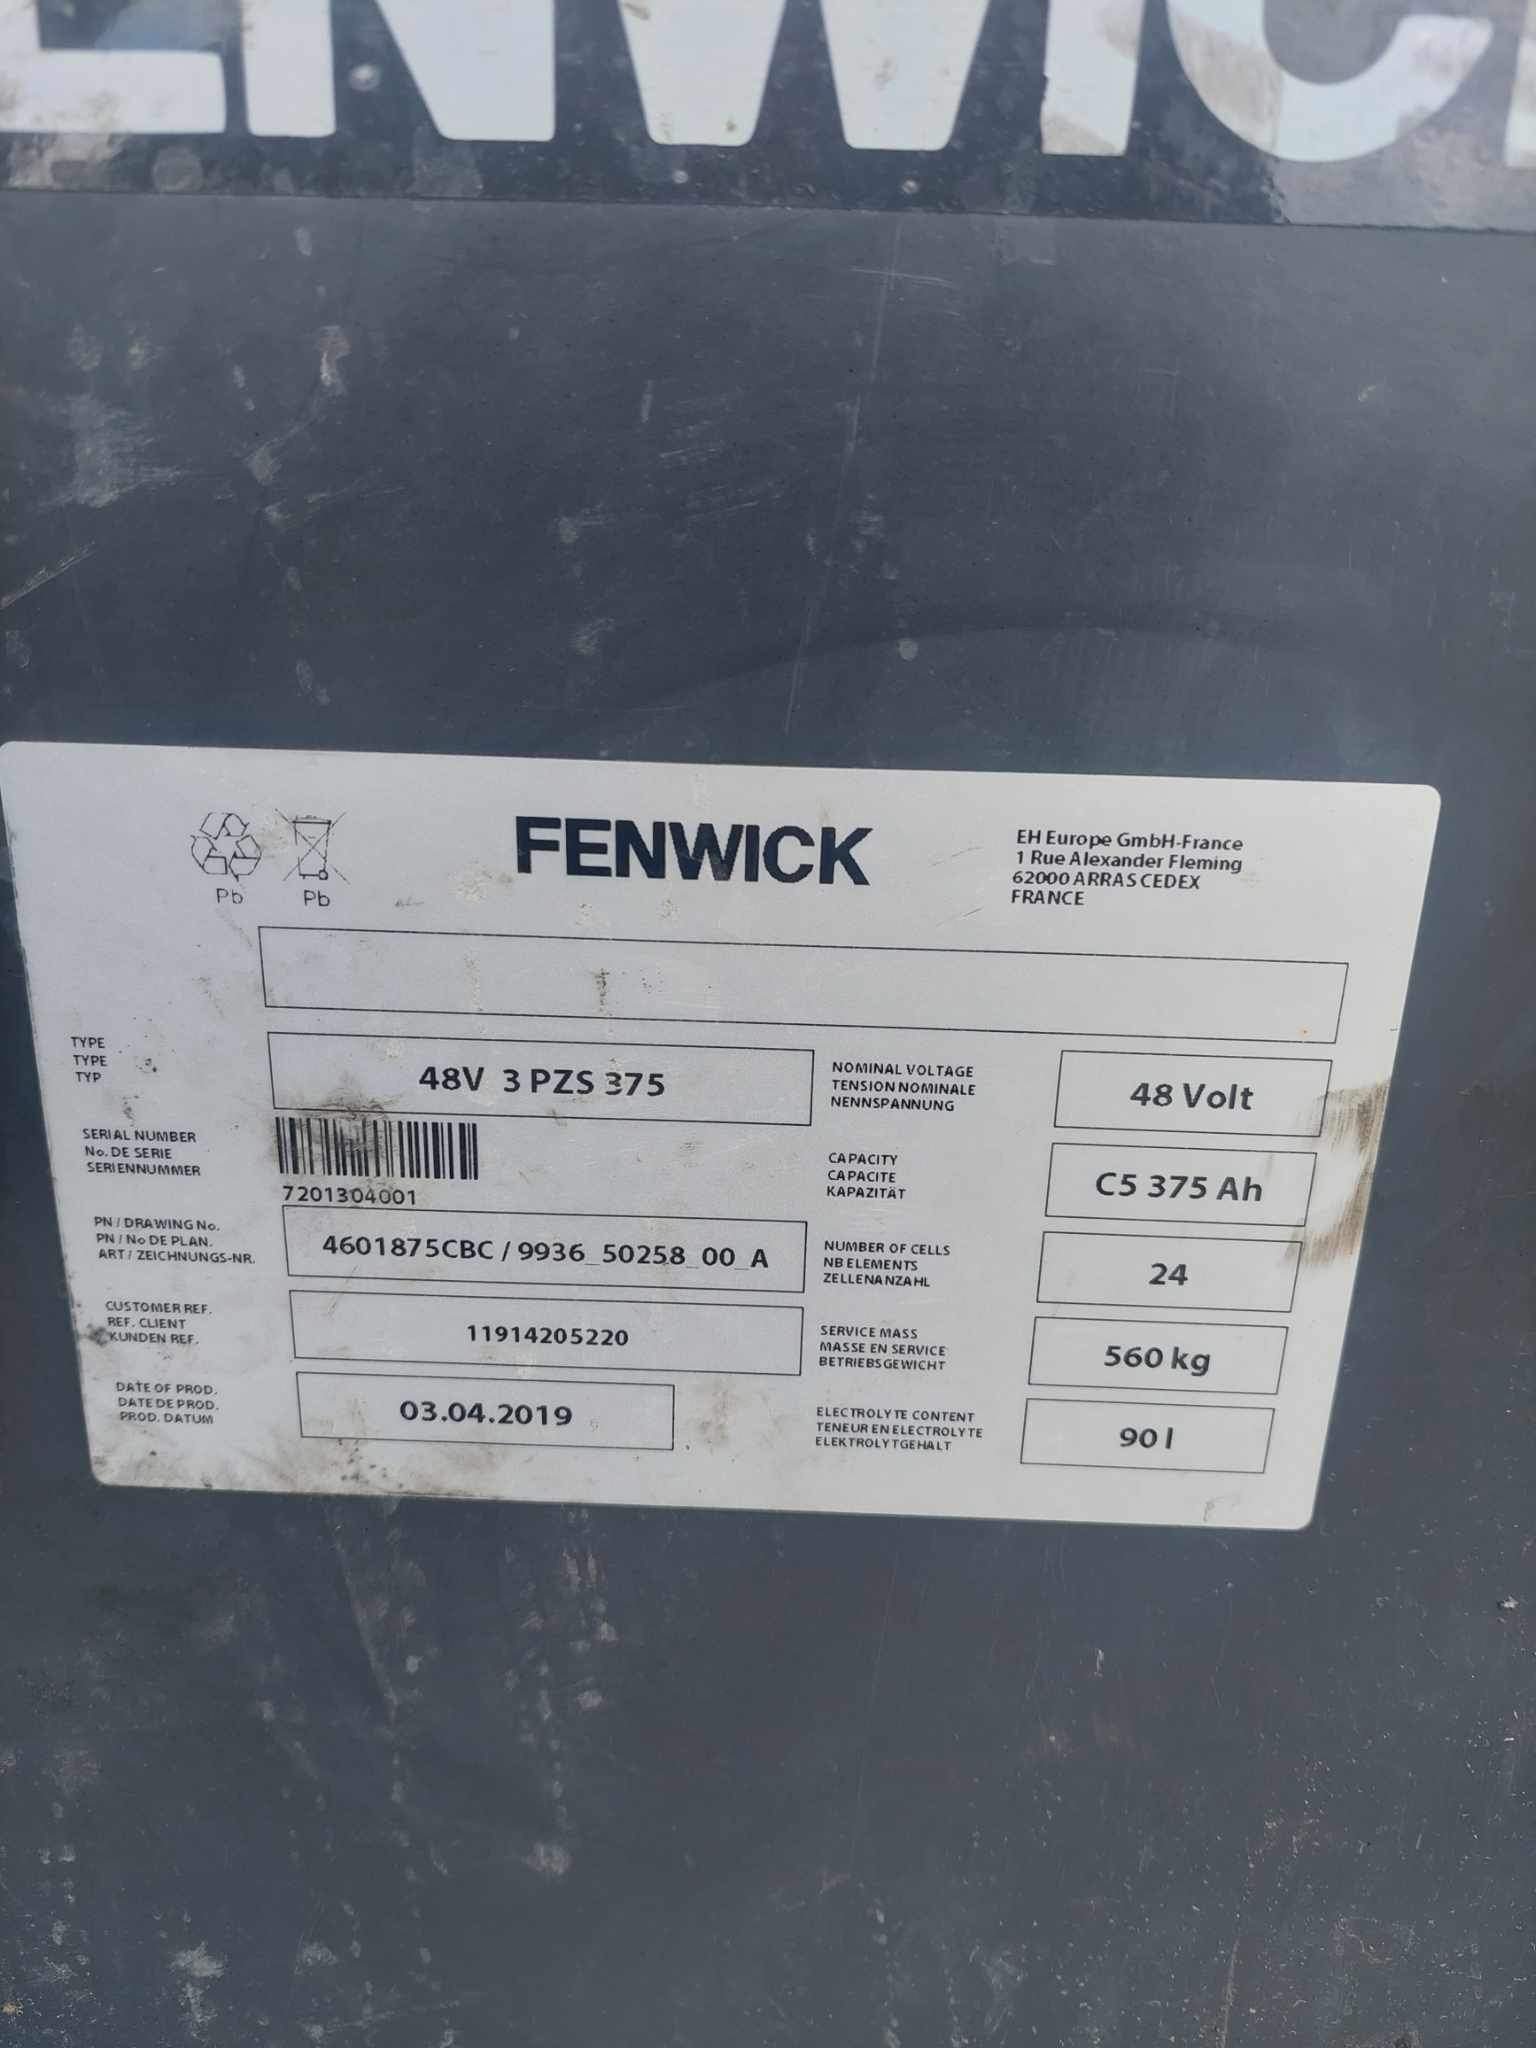 FENWICK
Pb Pb
EH Europe GmbH-France
1 Rue Alexander Fleming
62000 ARRAS CEDEX
FRANCE
TYPE
TYPE
TYP
48V 3 PZS 375
NOMINAL VOLTAGE
TENSION NOMINALE
NENNSPANNUNG
48 Volt
SERIAL NUMBER
No. DE SERIE
SERIENNUMMER
7201304001
CAPACITY
CAPACITE
KAPAZITÄT
C5 375 Ah
PN / DRAWING No.
PN / No DE PLAN.
ART / ZEICHNUNGS-NR.
4601875CBC / 9936_50258_00_A
NUMBER OF CELLS
NB ELEMENTS
ZELLENANZAHL
24
CUSTOMER REF.
REF. CLIENT
KUNDEN REF.
11914205220
SERVICE MASS
MASSE EN SERVICE
BETRIEBSGEWICHT
560 kg
DATE OF PROD.
DATE DE PROD.
PROD. DATUM
03.04.2019
ELECTROLYTE CONTENT
TENEUR EN ELECTROLYTE
ELEKTROLYTGEHALT
90 l